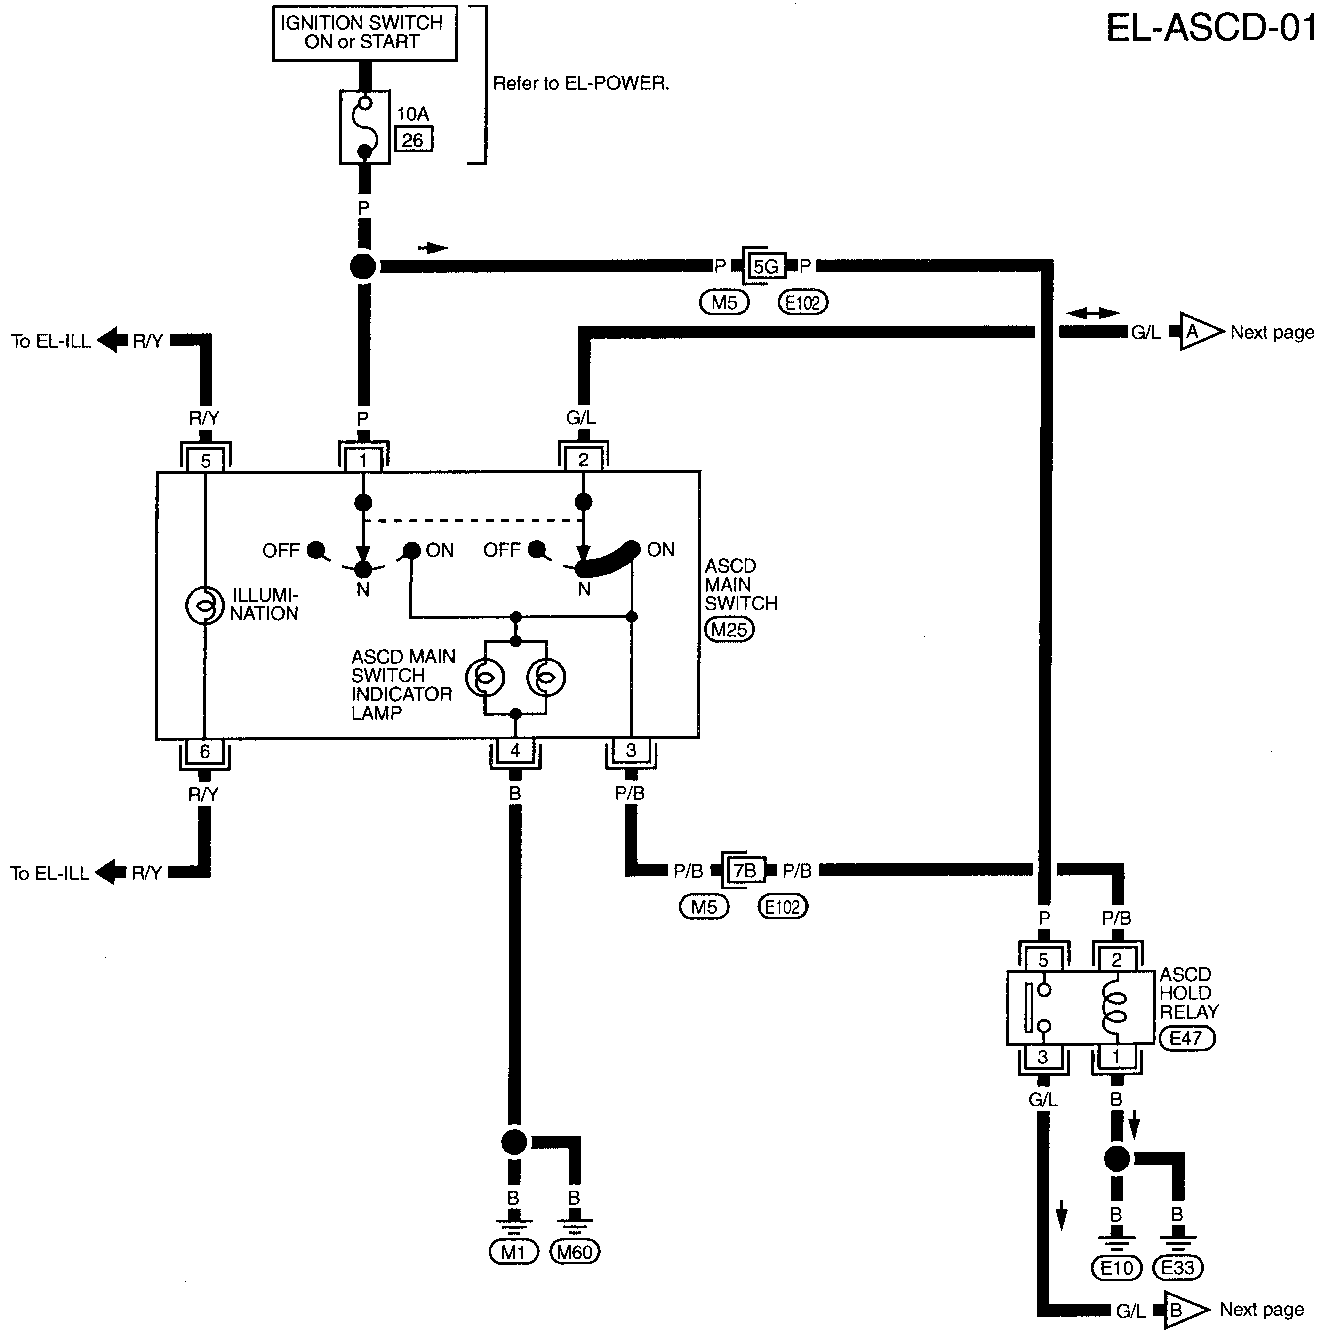 EL-ASCD-01
IGNITION SWITCH
ON or START
Refer to EL-POWER.
10A
26
P
P 5G P
M5 E102
To EL-ILL R/Y
G/L A Next page
R/Y P G/L
5 1 2
OFF ON OFF ON
N N
ASCD
MAIN
SWITCH
M25
ILLUMI-
NATION
ASCD MAIN
SWITCH
INDICATOR
LAMP
6 4 3
R/Y B P/B
To EL-ILL R/Y
P/B 7B P/B
M5 E102
P P/B
5 2
ASCD
HOLD
RELAY
E47
3 1
G/L B
B B
M1 M60
B B
E10 E33
G/L B Next page